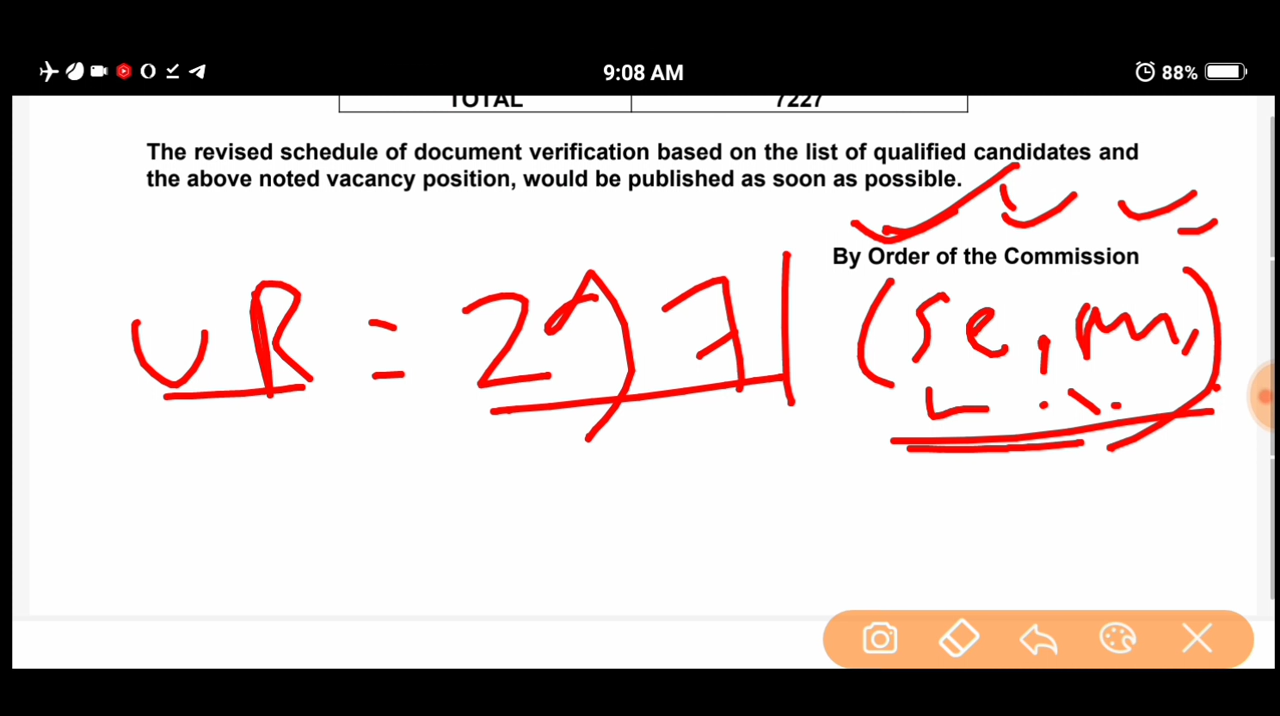 9:08 AM
88%
TOTAL 7227
The revised schedule of document verification based on the list of qualified candidates and
the above noted vacancy position, would be published as soon as possible.
By Order of the Commission
UR = 2971